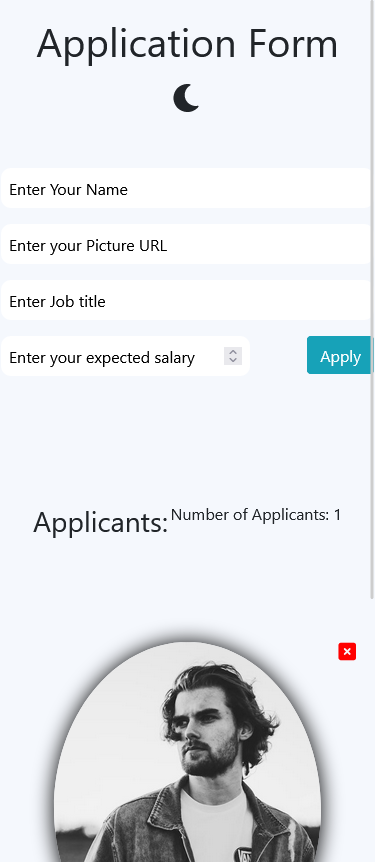 Application Form
Enter Your Name
Enter your Picture URL
Enter Job title
Enter your expected salary
Apply
Applicants:
Number of Applicants: 1